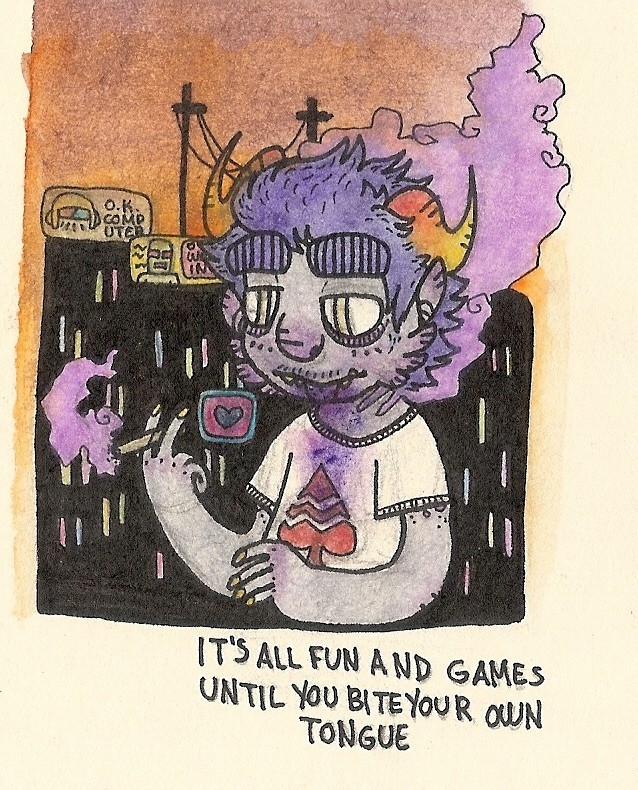 O.K.
COMP
UTER
IT'S ALL FUN AND GAMES
UNTIL YOU BITE YOUR OWN
TONGUE